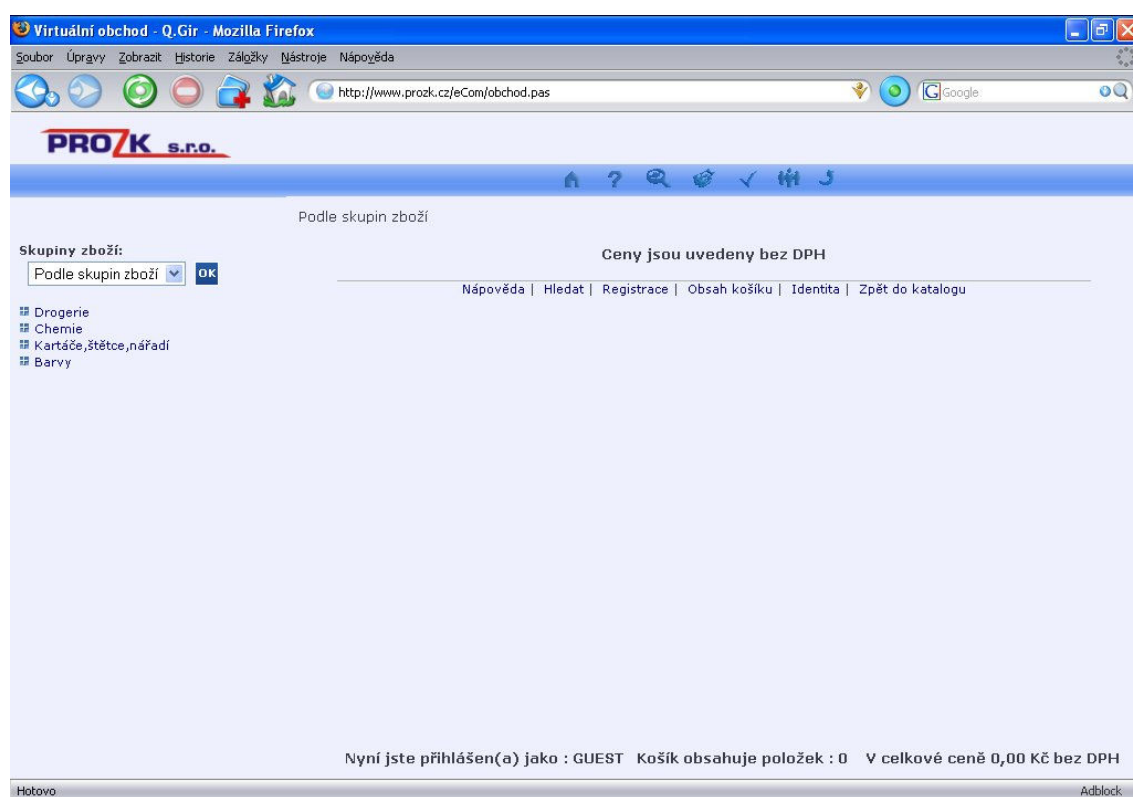 Virtuální obchod - Q.Gir - Mozilla Firefox
Soubor Úpravy Zobrazit Historie Záložky Nástroje Nápověda
http://www.prozk.cz/eCom/obchod.pas
Google
PROZK s.r.o.
Podle skupin zboží
Skupiny zboží:
Podle skupin zboží OK
Ceny jsou uvedeny bez DPH
Nápověda | Hledat | Registrace | Obsah košíku | Identita | Zpět do katalogu
Drogerie
Chemie
Kartáče,štětce,nářadí
Barvy
Nyní jste přihlášen(a) jako : GUEST Košík obsahuje položek : 0 V celkové ceně 0,00 Kč bez DPH
Hotovo Adblock